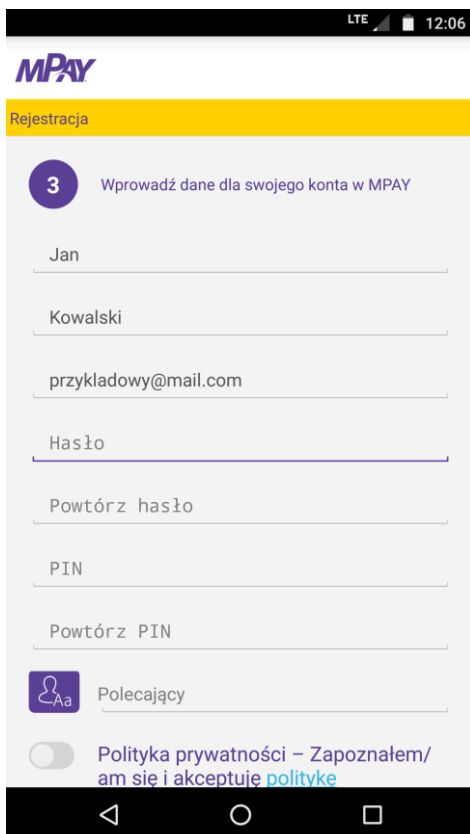 LTE 12:06
MPAY
Rejestracja
3 Wprowadź dane dla swojego konta w MPAY
Jan
Kowalski
przykladowy@mail.com
Hasło
Powtórz hasło
PIN
Powtórz PIN
Aa Polecający
Polityka prywatności – Zapoznałem/
am się i akceptuję politykę